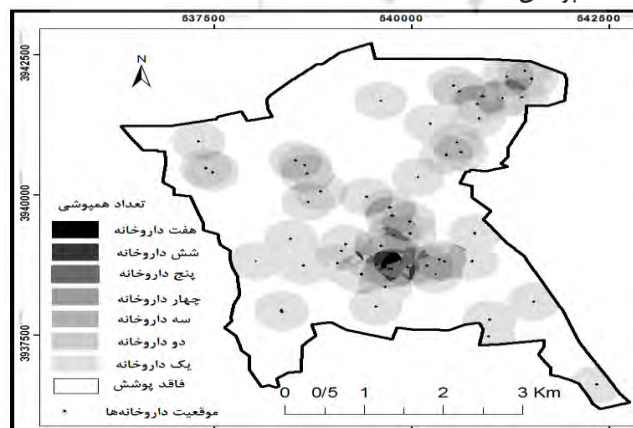 537500 540000 542500
3942500
3940000
3937500
N
تعداد همپوشی
هفت داروخانه
شش داروخانه
پنج داروخانه
چهار داروخانه
سه داروخانه
دو داروخانه
یک داروخانه
فاقد پوشش
موقعیت داروخانه‌ها
0 0/5 1 2 3 Km